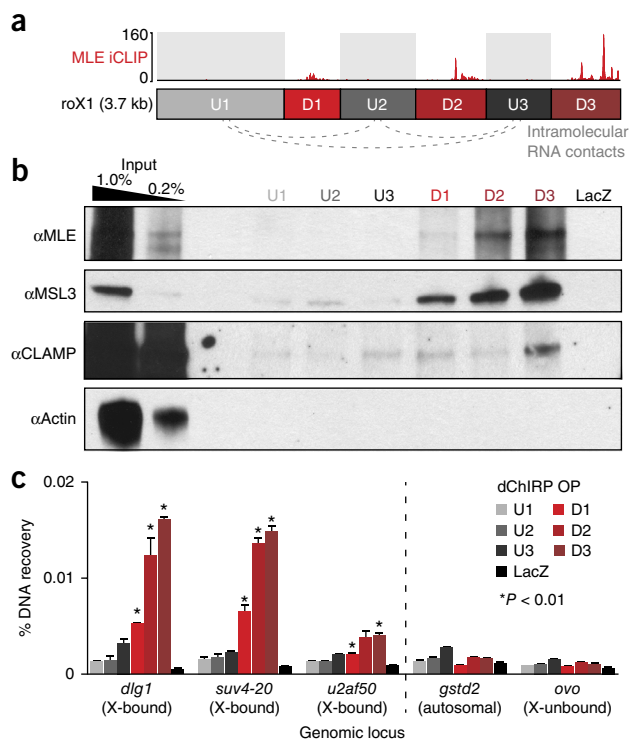 a
160
MLE iCLIP
0
roX1 (3.7 kb)
U1 D1 U2 D2 U3 D3
Intramolecular
RNA contacts
b
Input
1.0% 0.2% U1 U2 U3 D1 D2 D3 LacZ
αMLE
αMSL3
αCLAMP
αActin
c
% DNA recovery
0.02
0.01
0
* * *
* * *
* *
dChIRP OP
U1 D1
U2 D2
U3 D3
LacZ
*P < 0.01
dlg1 suv4-20 u2af50 gstd2 ovo
(X-bound) (X-bound) (X-bound) (autosomal) (X-unbound)
Genomic locus